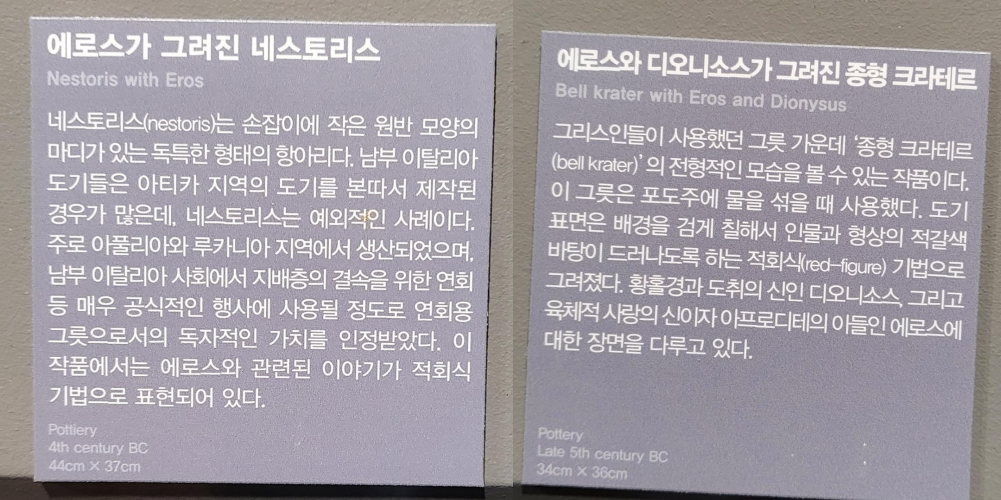 에로스가 그려진 네스토리스
Nestoris with Eros
네스토리스(nestoris)는 손잡이에 작은 원반 모양의
마디가 있는 독특한 형태의 항아리다. 남부 이탈리아
도기들은 아티카 지역의 도기를 본따서 제작된
경우가 많은데, 네스토리스는 예외적인 사례이다.
주로 아풀리아와 루카니아 지역에서 생산되었으며,
남부 이탈리아 사회에서 지배층의 결속을 위한 연회
등 매우 공식적인 행사에 사용될 정도로 연회용
그릇으로서의 독자적인 가치를 인정받았다. 이
작품에서는 에로스와 관련된 이야기가 적회식
기법으로 표현되어 있다.
Pottiery
4th century BC
44cm × 37cm
에로스와 디오니소스가 그려진 종형 크라테르
Bell krater with Eros and Dionysus
그리스인들이 사용했던 그릇 가운데 ‘종형 크라테르
(bell krater)’의 전형적인 모습을 볼 수 있는 작품이다.
이 그릇은 포도주에 물을 섞을 때 사용했다. 도기
표면은 배경을 검게 칠해서 인물과 형상의 적갈색
바탕이 드러나도록 하는 적회식(red-figure) 기법으로
그려졌다. 황홀경과 도취의 신인 디오니소스, 그리고
육체적 사랑의 신이자 아프로디테의 아들인 에로스에
대한 장면을 다루고 있다.
Pottery
Late 5th century BC
34cm × 36cm